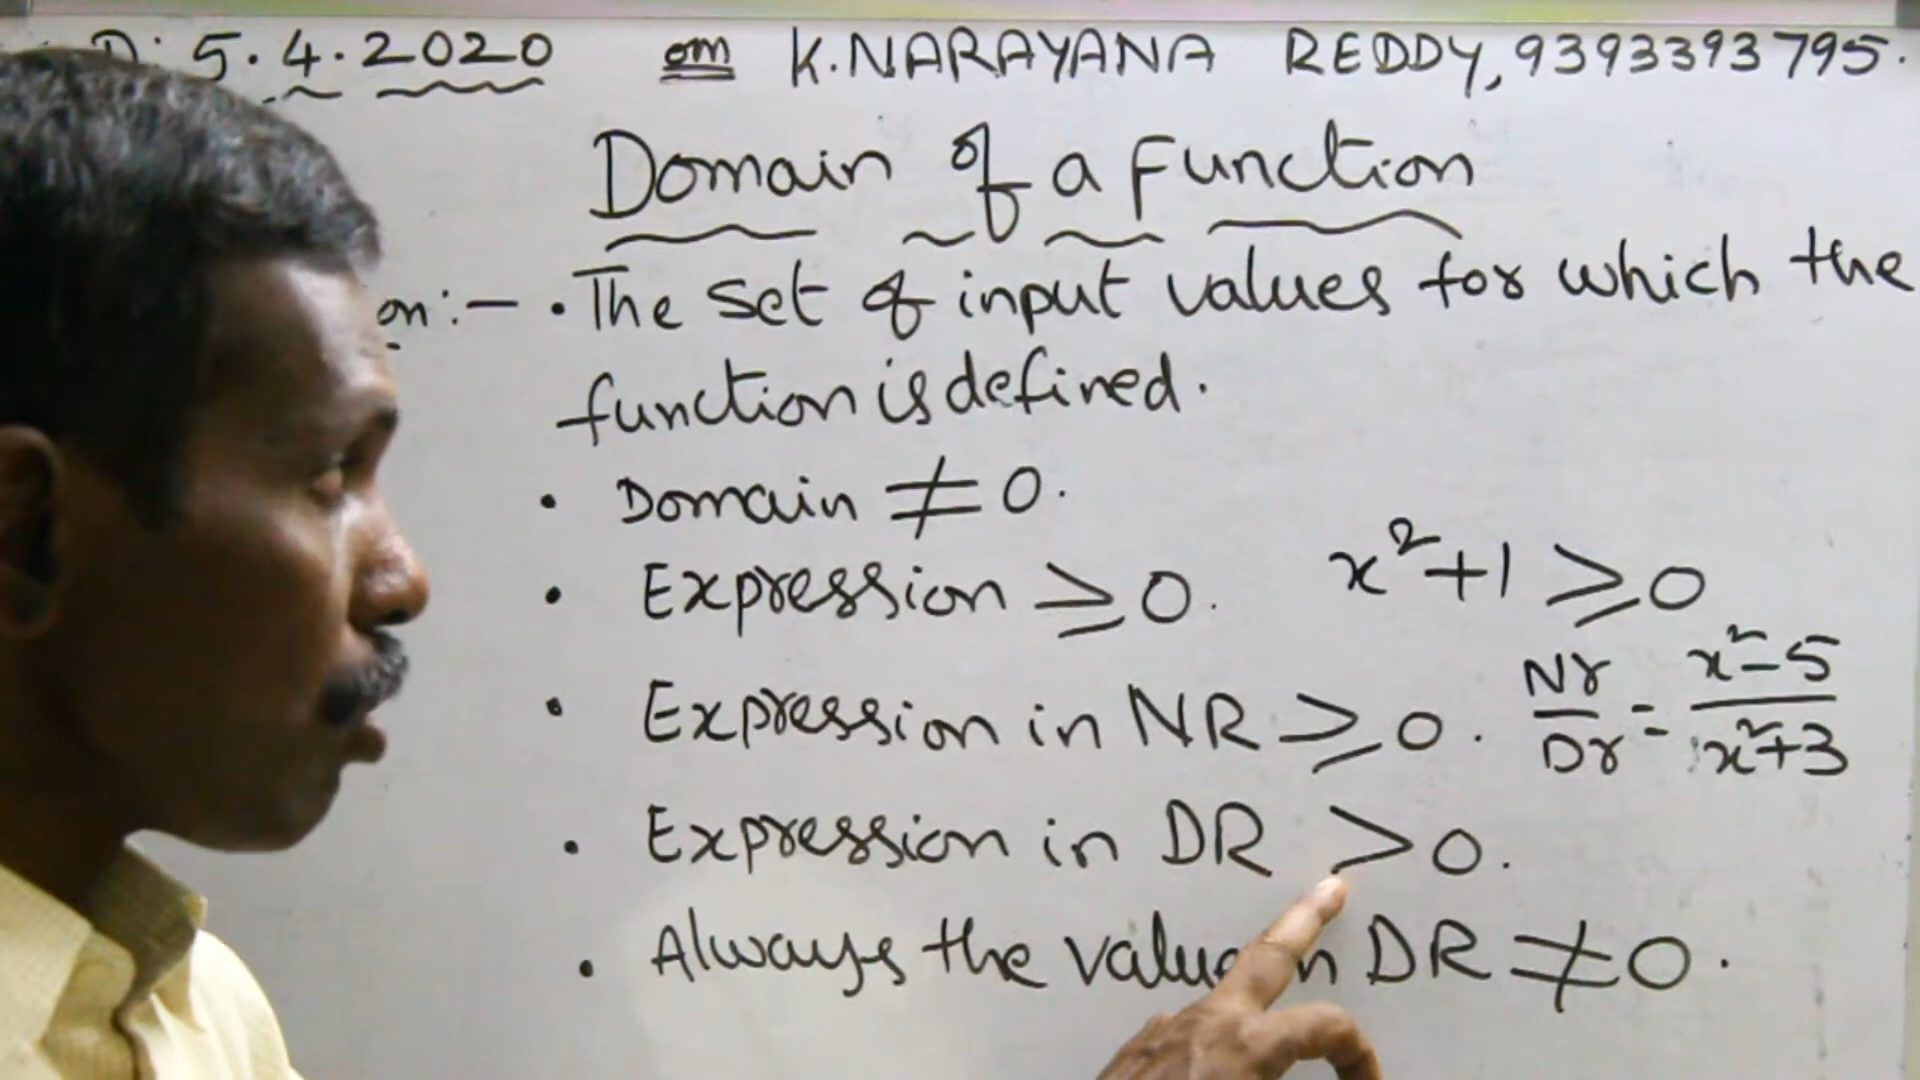 D: 5.4.2020 om K.NARAYANA REDDY, 9393393795.
Domain of a Function
on:- • The set of input values for which the
function is defined.
• Domain ≠ 0.
• Expression ≥ 0. x²+1 ≥ 0
• Expression in NR ≥ 0. Nr/Dr = x²-5/x²+3
• Expression in DR > 0.
• Always the value in DR ≠ 0.